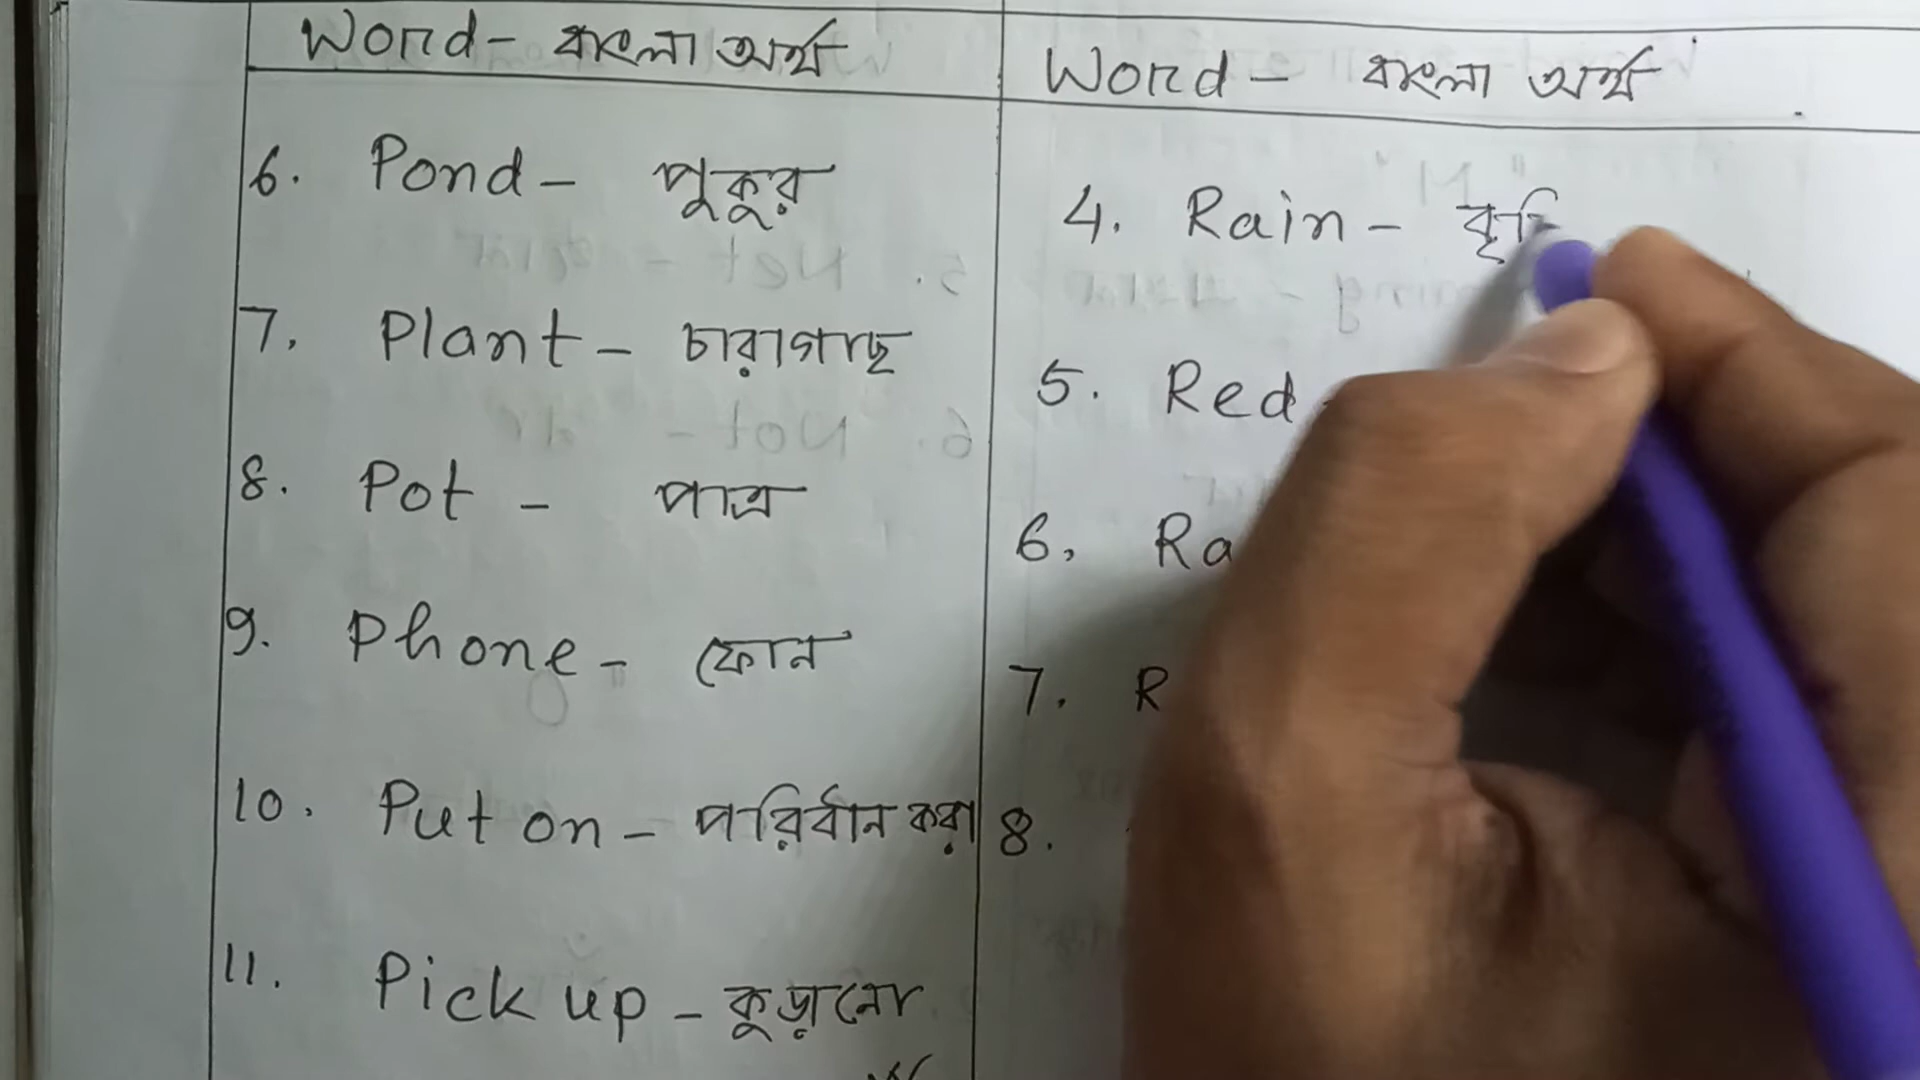 Word - বাংলা অর্থ
6. Pond - পুকুর
7. Plant - চারাগাছ
8. Pot - পাত্র
9. Phone - ফোন
10. Put on - পরিধান করা
11. Pick up - কুড়ানো
Word - বাংলা অর্থ
4. Rain -
5. Red
6. Ra
7. R
8.